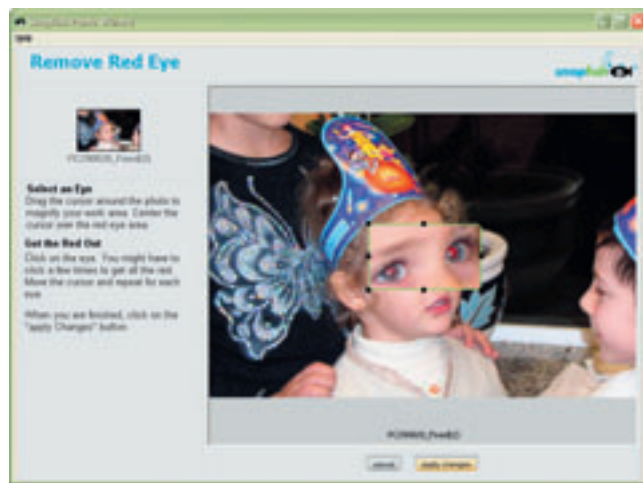 Remove Red Eye
snapfish
Select an Eye
Drag the cursor around the photo to
magnify your work area. Center the
cursor over the red eye area.
Get the Red Out
Click on the eye. You might have to
click a few times to get all the red.
Move the cursor and repeat for each
eye.
When you are finished, click on the
"apply Changes" button.
cancel
apply changes